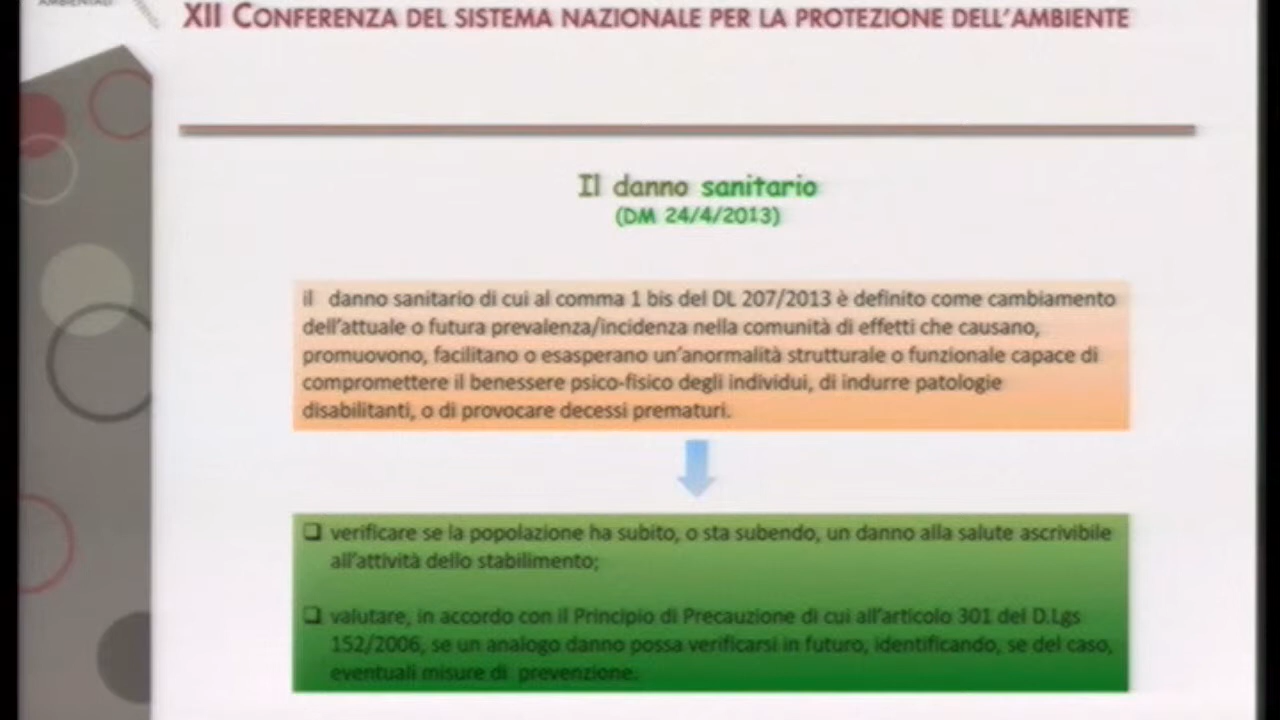 AMBIENTALI
XII CONFERENZA DEL SISTEMA NAZIONALE PER LA PROTEZIONE DELL'AMBIENTE
Il danno sanitario
(DM 24/4/2013)
il danno sanitario di cui al comma 1 bis del DL 207/2013 è definito come cambiamento
dell'attuale o futura prevalenza/incidenza nella comunità di effetti che causano,
promuovono, facilitano o esasperano un'anormalità strutturale o funzionale capace di
compromettere il benessere psico-fisico degli individui, di indurre patologie
disabilitanti, o di provocare decessi prematuri.
❑ verificare se la popolazione ha subito, o sta subendo, un danno alla salute ascrivibile
all'attività dello stabilimento;
❑ valutare, in accordo con il Principio di Precauzione di cui all'articolo 301 del D.Lgs
152/2006, se un analogo danno possa verificarsi in futuro, identificando, se del caso,
eventuali misure di prevenzione.